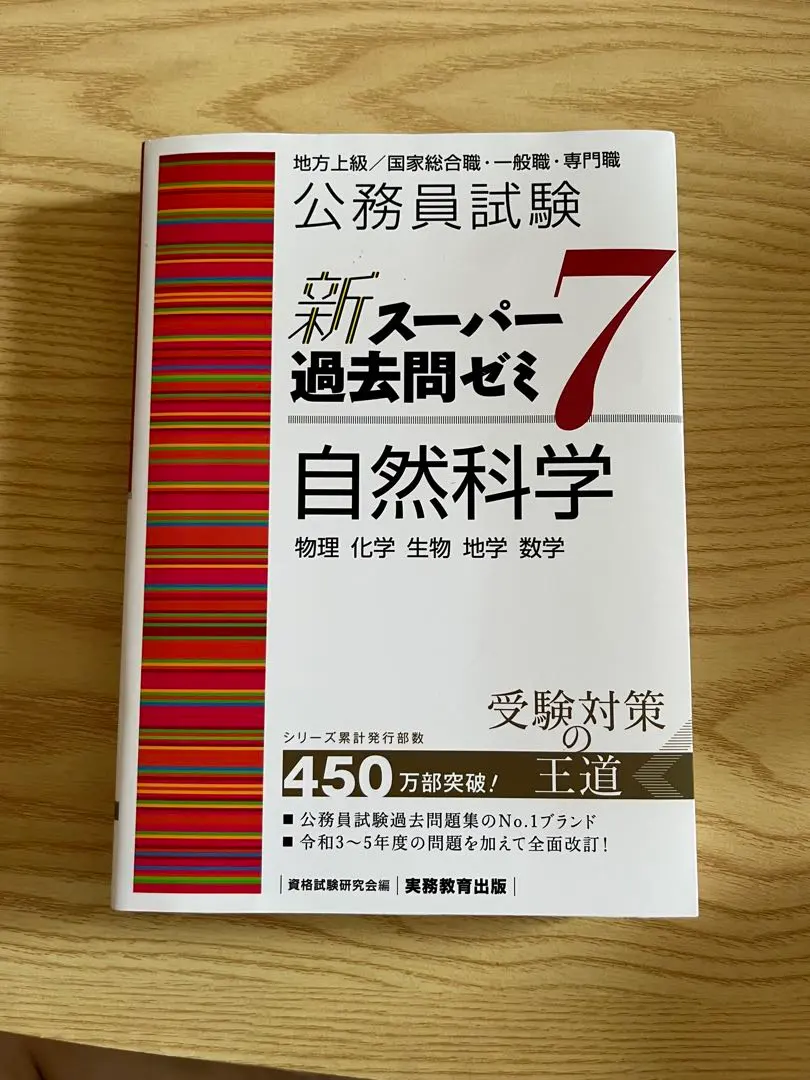 地方上級／国家総合職・一般職・専門職
公務員試験
新スーパー
過去問ゼミ7
自然科学
物理 化学 生物 地学 数学
受験対策
の
王道
シリーズ累計発行部数
450万部突破!
■ 公務員試験過去問題集のNo.1ブランド
■ 令和3～5年度の問題を加えて全面改訂!
|資格試験研究会編|実務教育出版|